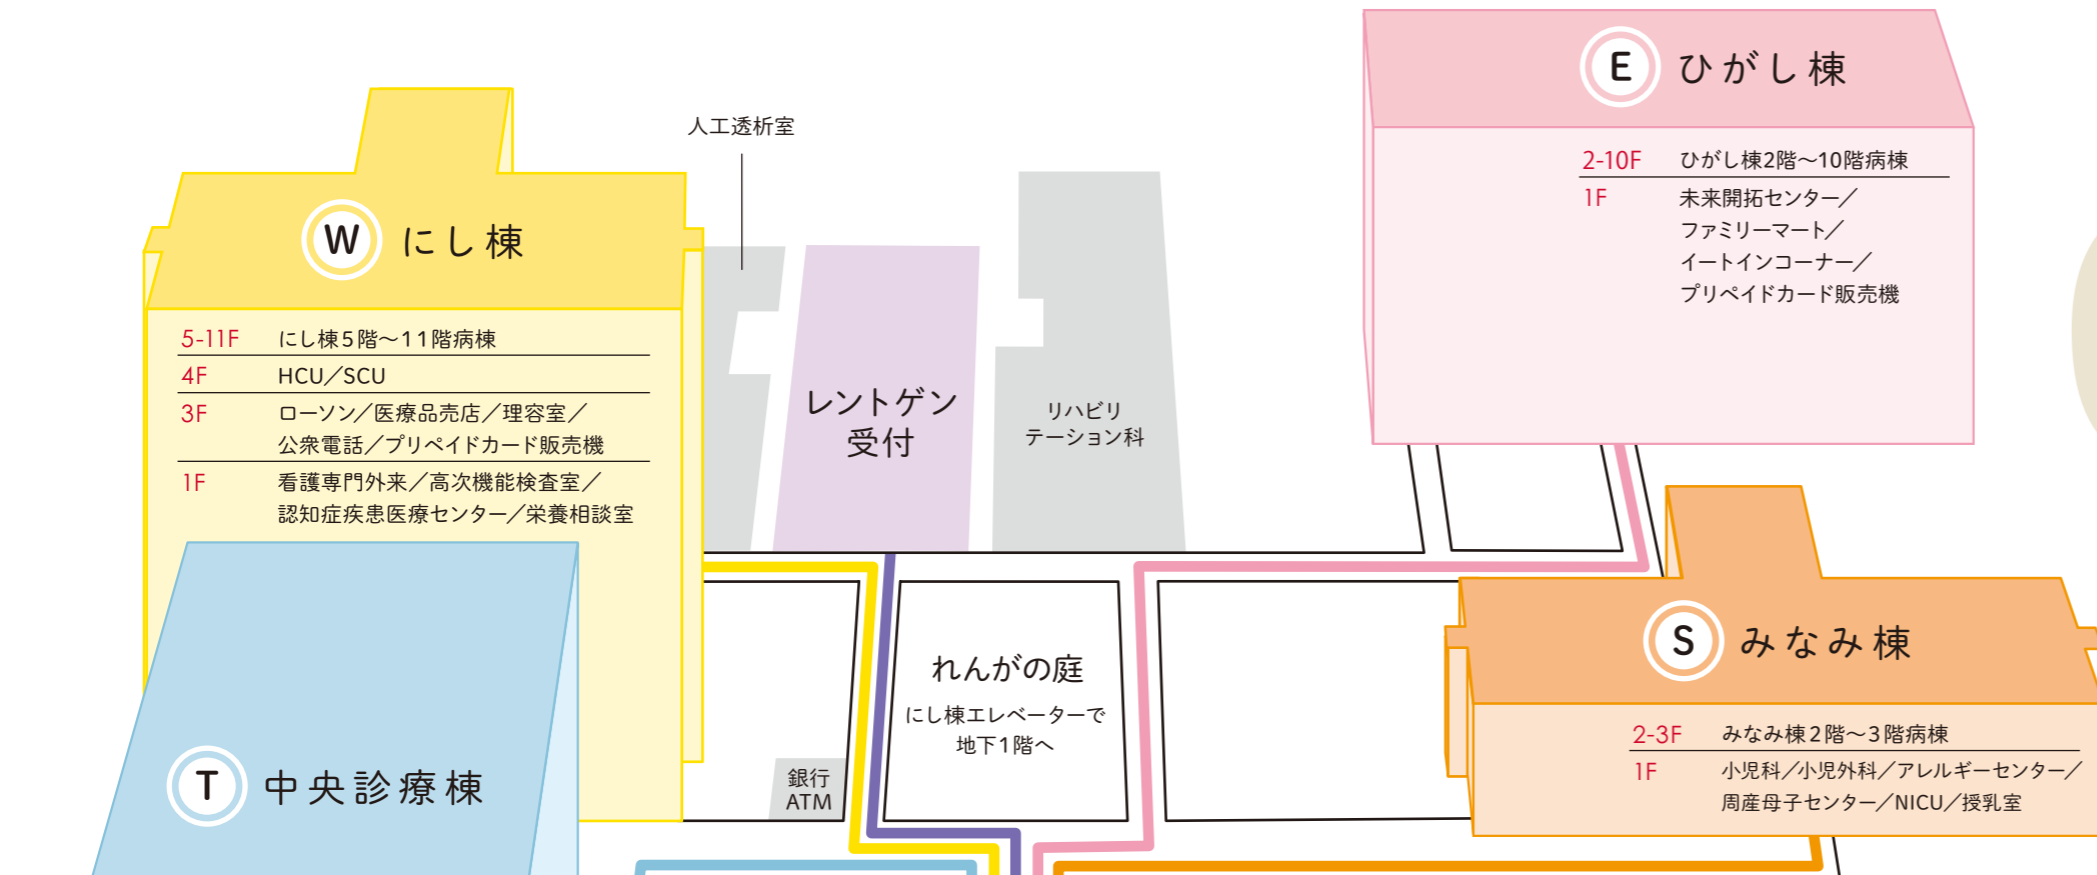 E ひがし棟
2-10F ひがし棟2階〜10階病棟
1F 未来開拓センター／
ファミリーマート／
イートインコーナー／
プリペイドカード販売機
人工透析室
W にし棟
5-11F にし棟5階〜11階病棟
4F HCU／SCU
3F ローソン／医療品売店／理容室／
公衆電話／プリペイドカード販売機
1F 看護専門外来／高次機能検査室／
認知症疾患医療センター／栄養相談室
レントゲン
受付
リハビリ
テーション科
S みなみ棟
2-3F みなみ棟2階〜3階病棟
1F 小児科／小児外科／アレルギーセンター／
周産母子センター／NICU／授乳室
れんがの庭
にし棟エレベーターで
地下1階へ
銀行
ATM
T 中央診療棟